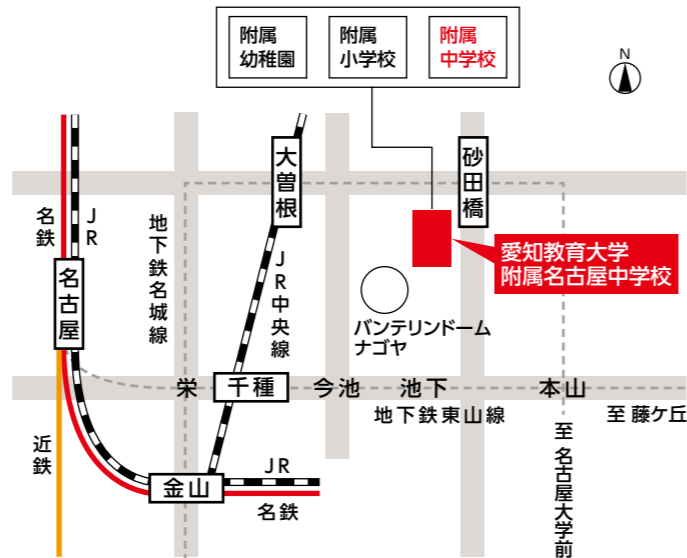 附属
幼稚園
附属
小学校
附属
中学校
N
大曽根
砂田橋
名鉄
JR
地下鉄名城線
JR中央線
愛知教育大学
附属名古屋中学校
名古屋
バンテリンドーム
ナゴヤ
栄
千種
今池
池下
本山
地下鉄東山線
至 藤ケ丘
近鉄
至 名古屋大学前
JR
金山
名鉄